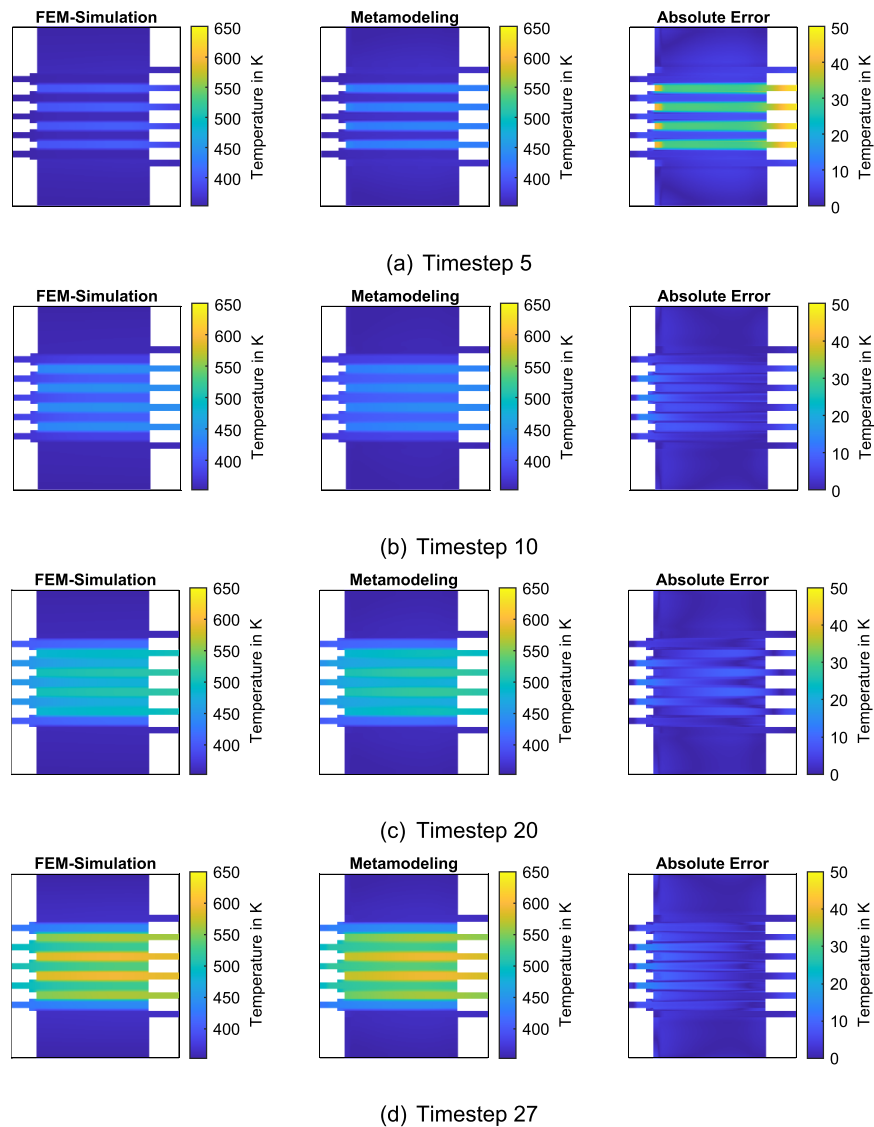 FEM-Simulation Metamodeling Absolute Error
650 650 50
600 600 40
550 550 30
500 500 20
450 450 10
400 400 0
Temperature in K Temperature in K Temperature in K
(a) Timestep 5
FEM-Simulation Metamodeling Absolute Error
650 650 50
600 600 40
550 550 30
500 500 20
450 450 10
400 400 0
Temperature in K Temperature in K Temperature in K
(b) Timestep 10
FEM-Simulation Metamodeling Absolute Error
650 650 50
600 600 40
550 550 30
500 500 20
450 450 10
400 400 0
Temperature in K Temperature in K Temperature in K
(c) Timestep 20
FEM-Simulation Metamodeling Absolute Error
650 650 50
600 600 40
550 550 30
500 500 20
450 450 10
400 400 0
Temperature in K Temperature in K Temperature in K
(d) Timestep 27